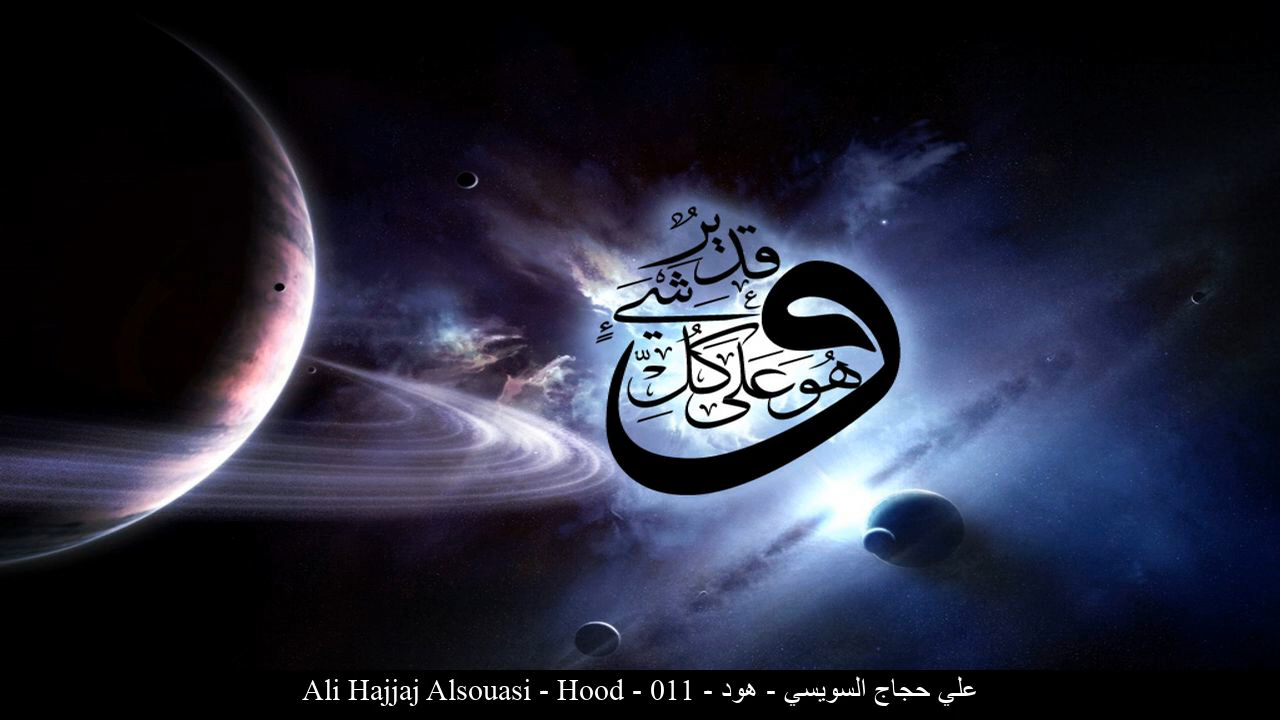 وَهُوَ عَلَىٰ كُلِّ شَيْءٍ قَدِيرٌ
Ali Hajjaj Alsouasi - Hood - 011 - علي حجاج السويسي - هود